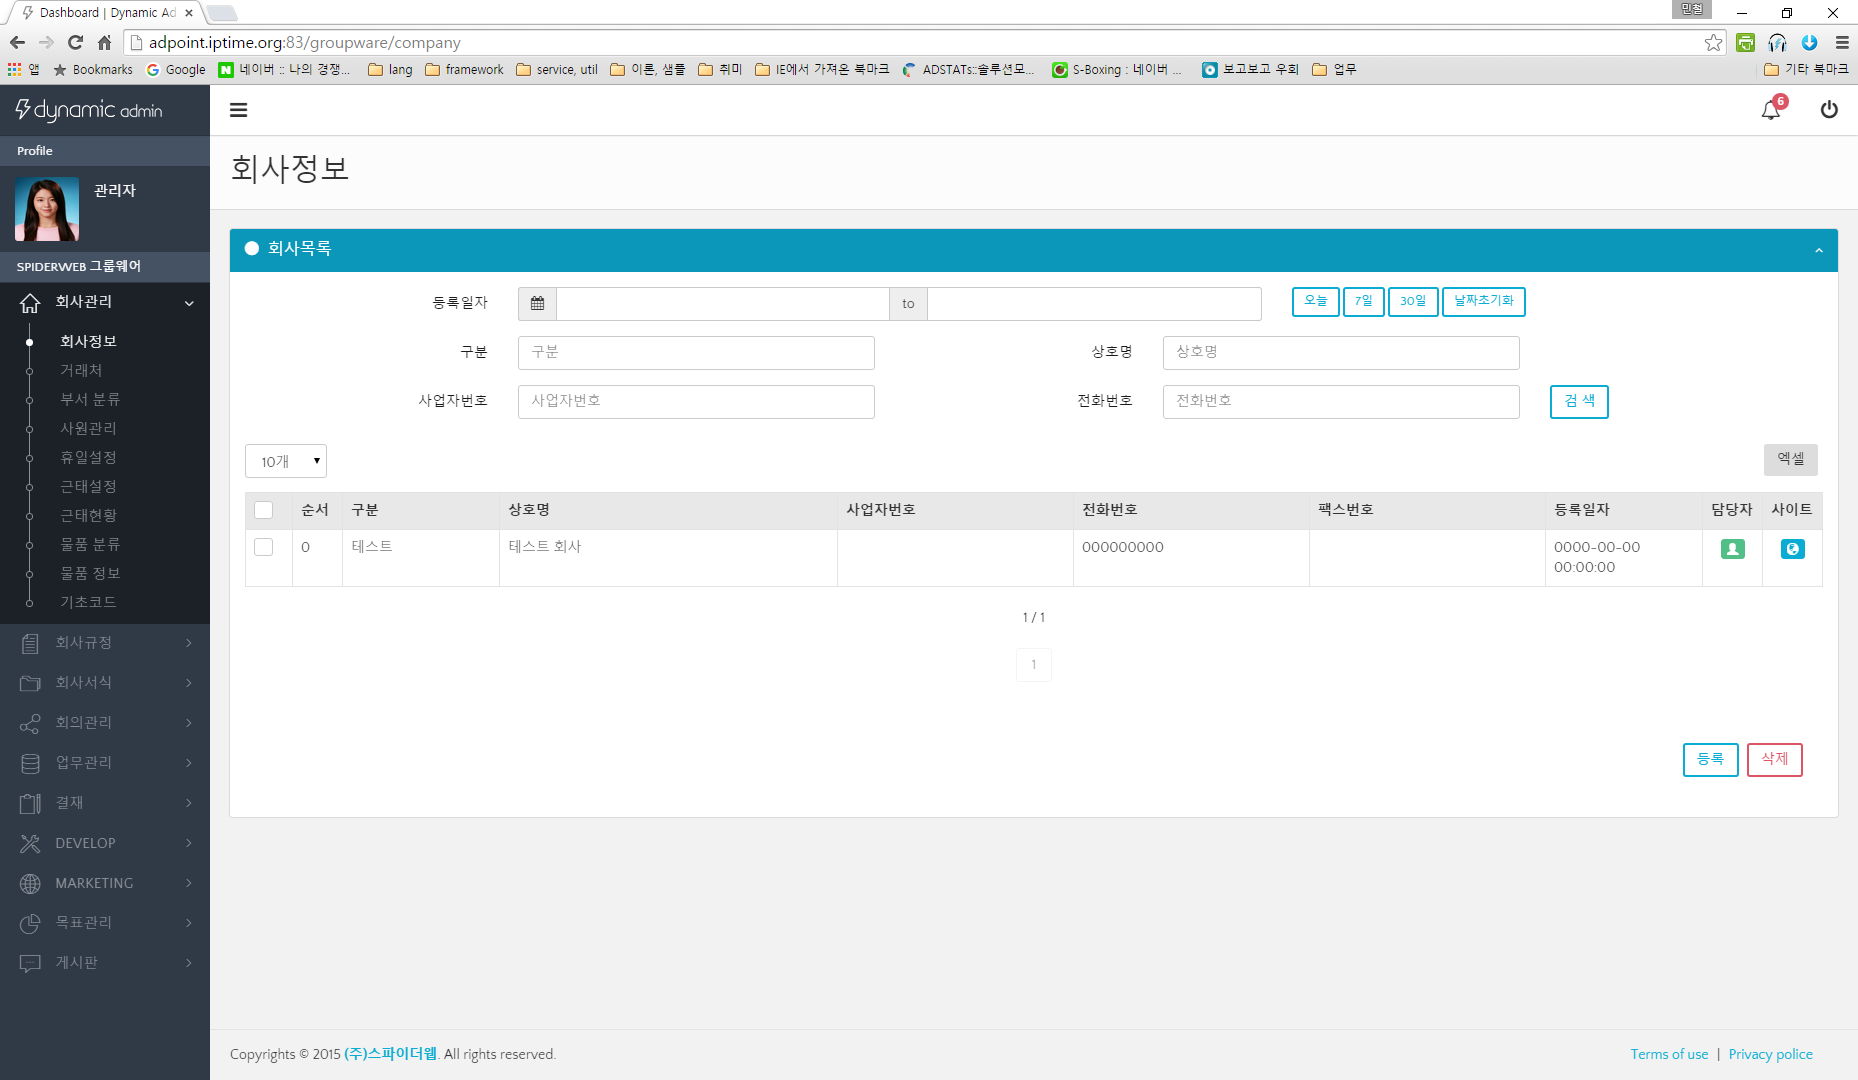 Dashboard | Dynamic Ad
민철
adpoint.iptime.org:83/groupware/company
앱 Bookmarks Google 네이버 :: 나의 경쟁... lang framework service, util 이론, 샘플 취미 IE에서 가져온 북마크 ADSTATs::솔루션모... S-Boxing : 네이버 ... 보고보고 우회 업무 기타 북마크
dynamic admin
6
Profile
관리자
SPIDERWEB 그룹웨어
회사관리
회사정보
거래처
부서 분류
사원관리
휴일설정
근태설정
근태현황
물품 분류
물품 정보
기초코드
회사규정
회사서식
회의관리
업무관리
결재
DEVELOP
MARKETING
목표관리
게시판
회사정보
회사목록
등록일자 to 오늘 7일 30일 날짜초기화
구분 구분 상호명 상호명
사업자번호 사업자번호 전화번호 전화번호 검 색
10개 엑셀
순서 구분 상호명 사업자번호 전화번호 팩스번호 등록일자 담당자 사이트
0 테스트 테스트 회사 000000000 0000-00-00
00:00:00
1 / 1
1
등록 삭제
Copyrights © 2015 (주)스파이더웹. All rights reserved. Terms of use | Privacy police